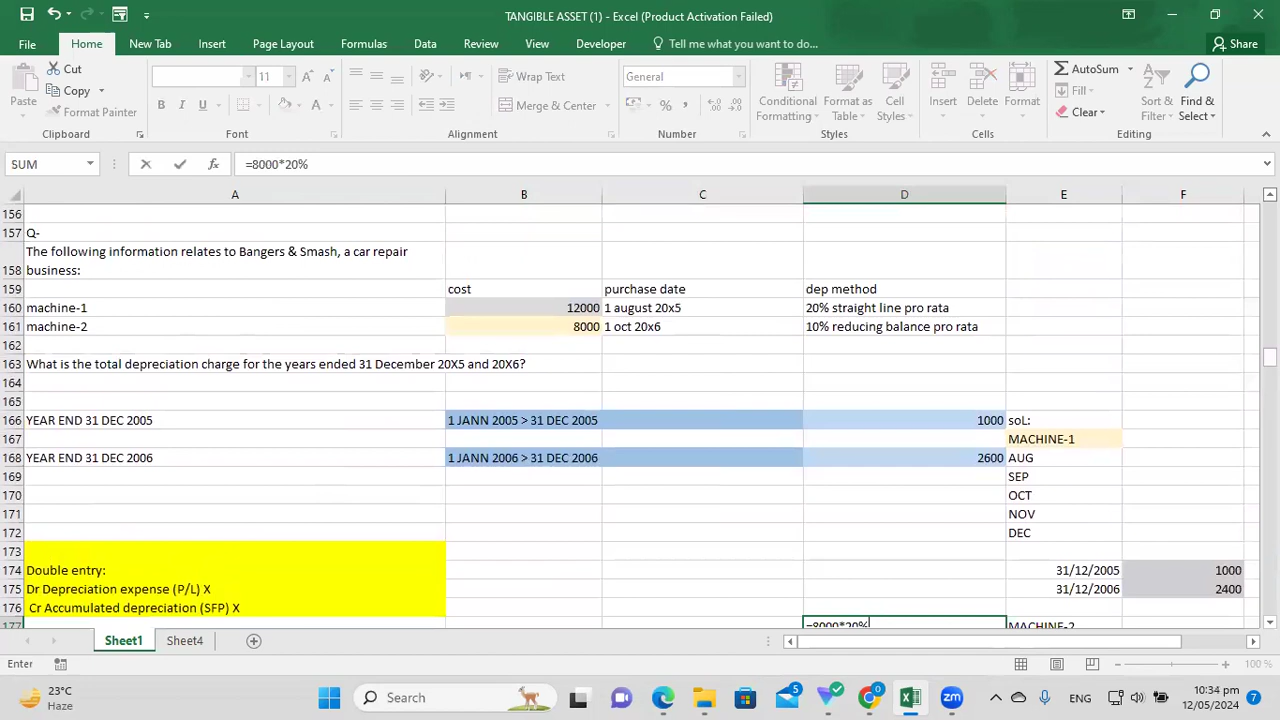 TANGIBLE ASSET (1) - Excel (Product Activation Failed)
File Home New Tab Insert Page Layout Formulas Data Review View Developer Tell me what you want to do... Share
Cut
Copy
Format Painter
Paste
Clipboard
11
Font
Wrap Text
Merge & Center
Alignment
General
Number
Conditional Formatting
Format as Table
Cell Styles
Styles
Insert Delete Format
Cells
AutoSum
Fill
Clear
Sort & Filter
Find & Select
Editing
SUM =8000*20%
A B C D E F
156
157 Q-
The following information relates to Bangers & Smash, a car repair
158 business:
159 cost purchase date dep method
160 machine-1 12000 1 august 20x5 20% straight line pro rata
161 machine-2 8000 1 oct 20x6 10% reducing balance pro rata
162
163 What is the total depreciation charge for the years ended 31 December 20X5 and 20X6?
164
165
166 YEAR END 31 DEC 2005 1 JANN 2005 > 31 DEC 2005 1000 soL:
167 MACHINE-1
168 YEAR END 31 DEC 2006 1 JANN 2006 > 31 DEC 2006 2600 AUG
169 SEP
170 OCT
171 NOV
172 DEC
173
174 Double entry: 31/12/2005 1000
175 Dr Depreciation expense (P/L) X 31/12/2006 2400
176 Cr Accumulated depreciation (SFP) X
177 =8000*20% MACHINE-2
Sheet1 Sheet4
Enter 100 %
23°C
Haze
Search
5
0
ENG
10:34 pm
12/05/2024
7